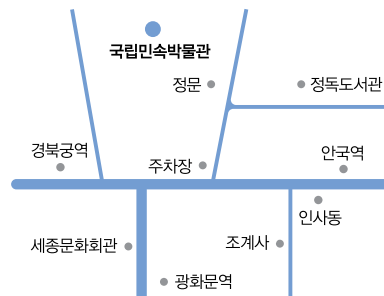 국립민속박물관
정문
정독도서관
경북궁역
주차장
안국역
인사동
세종문화회관
조계사
광화문역